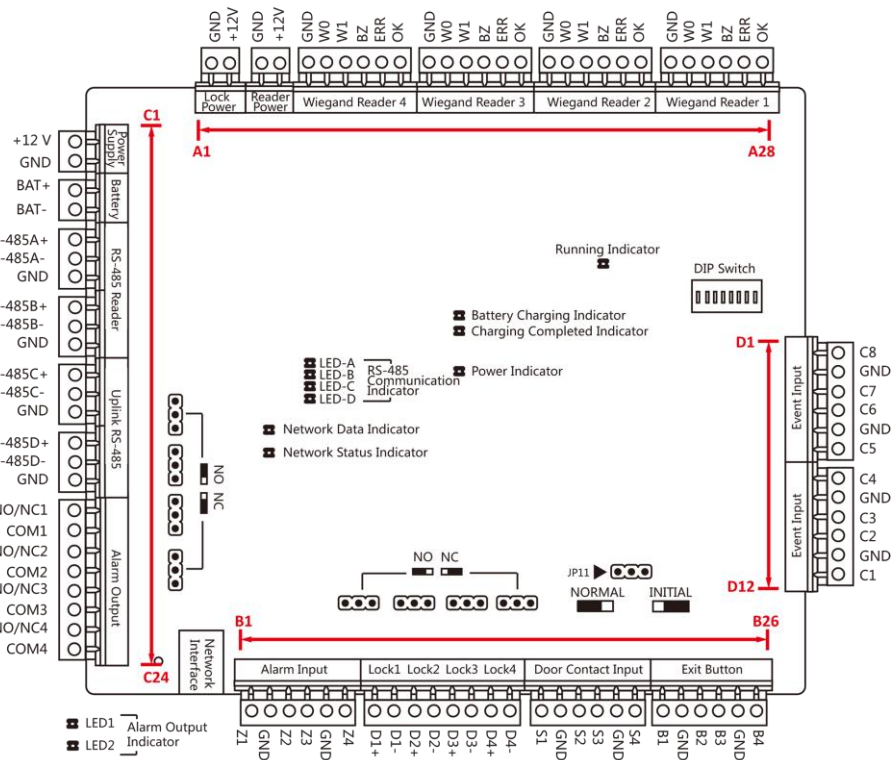 GND
+12V
GND
+12V
GND
W0
W1
BZ
ERR
OK
GND
W0
W1
BZ
ERR
OK
GND
W0
W1
BZ
ERR
OK
GND
W0
W1
BZ
ERR
OK
Lock
Power
Reader
Power
Wiegand Reader 4
Wiegand Reader 3
Wiegand Reader 2
Wiegand Reader 1
C1
A1
A28
+12 V
GND
Power
Supply
BAT+
BAT-
Battery
-485A+
-485A-
GND
-485B+
-485B-
GND
RS-485 Reader
-485C+
-485C-
GND
-485D+
-485D-
GND
Uplink RS-485
NO/NC1
COM1
NO/NC2
COM2
NO/NC3
COM3
NO/NC4
COM4
Alarm Output
NO
NC
Running Indicator
DIP Switch
Battery Charging Indicator
Charging Completed Indicator
LED-A
LED-B
LED-C
LED-D
RS-485
Communication
Indicator
Power Indicator
Network Data Indicator
Network Status Indicator
D1
D12
Event Input
Event Input
C8
GND
C7
C6
GND
C5
C4
GND
C3
C2
GND
C1
NO NC
JP11
NORMAL
INITIAL
B1
B26
C24
Network
Interface
Alarm Input
Lock1 Lock2 Lock3 Lock4
Door Contact Input
Exit Button
Z1
GND
Z2
Z3
GND
Z4
D1+
D1-
D2+
D2-
D3+
D3-
D4+
D4-
S1
GND
S2
S3
GND
S4
B1
GND
B2
B3
GND
B4
LED1
LED2
Alarm Output
Indicator